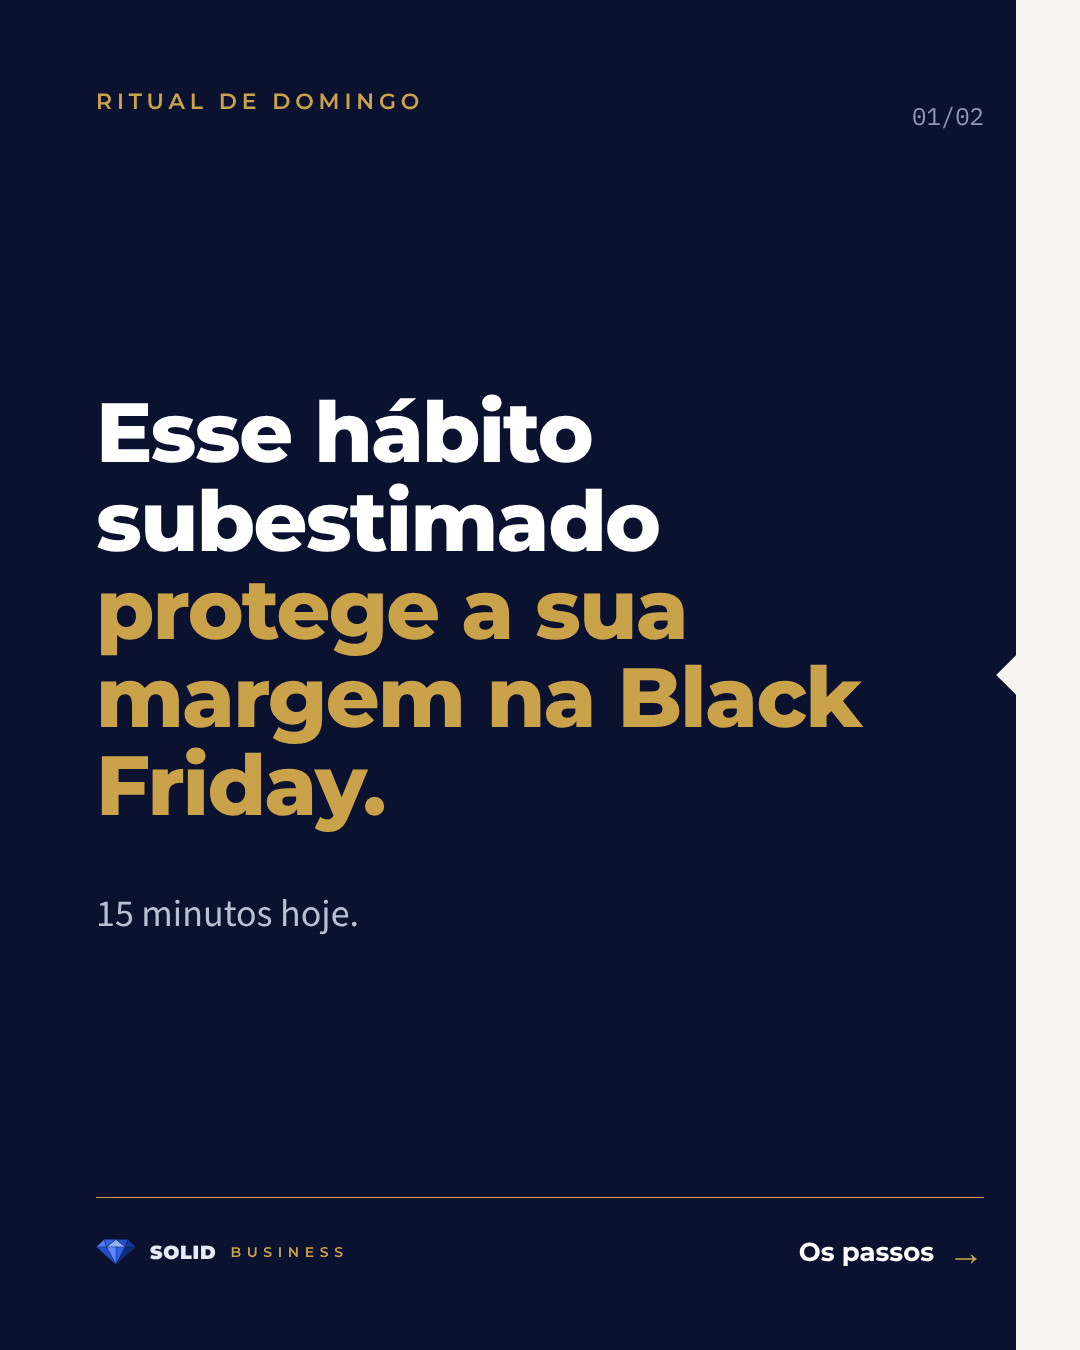 RITUAL DE DOMINGO
01/02
Esse hábito
subestimado
protege a sua
margem na Black
Friday.
15 minutos hoje.
SOLID BUSINESS
Os passos →